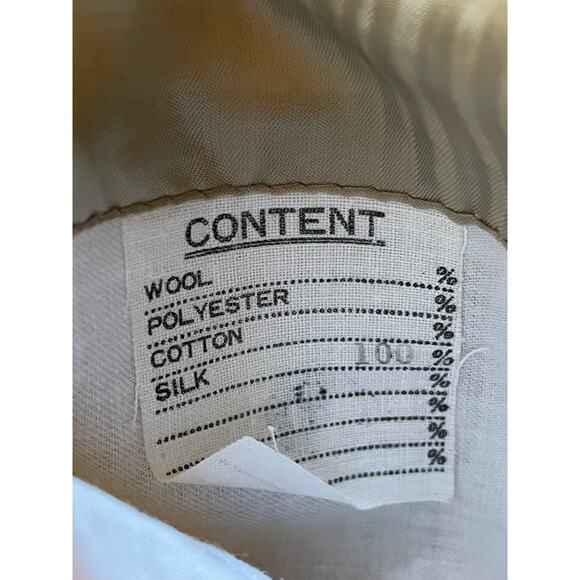 CONTENT
WOOL %
POLYESTER %
COTTON %
SILK 100 %
%
%
%
%